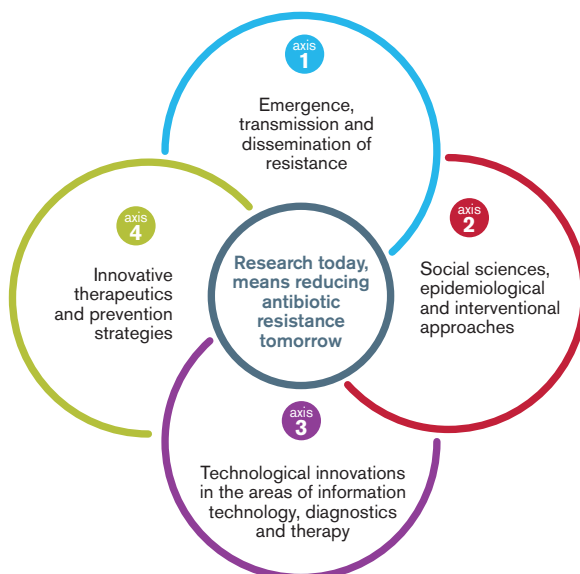 axis
1
Emergence,
transmission and
dissemination of
resistance
axis
2
Social sciences,
epidemiological
and interventional
approaches
axis
3
Technological innovations
in the areas of information
technology, diagnostics
and therapy
axis
4
Innovative
therapeutics
and prevention
strategies
Research today,
means reducing
antibiotic
resistance
tomorrow